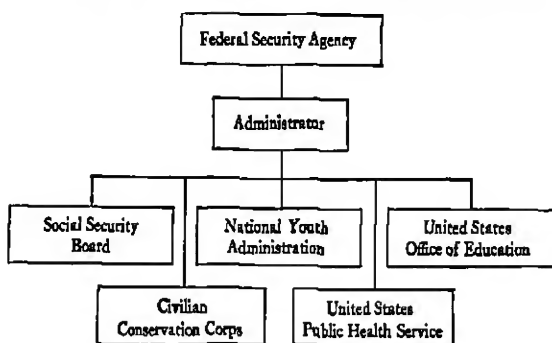 Federal Security Agency
Administrator
Social Security
Board
National Youth
Administration
United States
Office of Education
Civilian
Conservation Corps
United States
Public Health Service